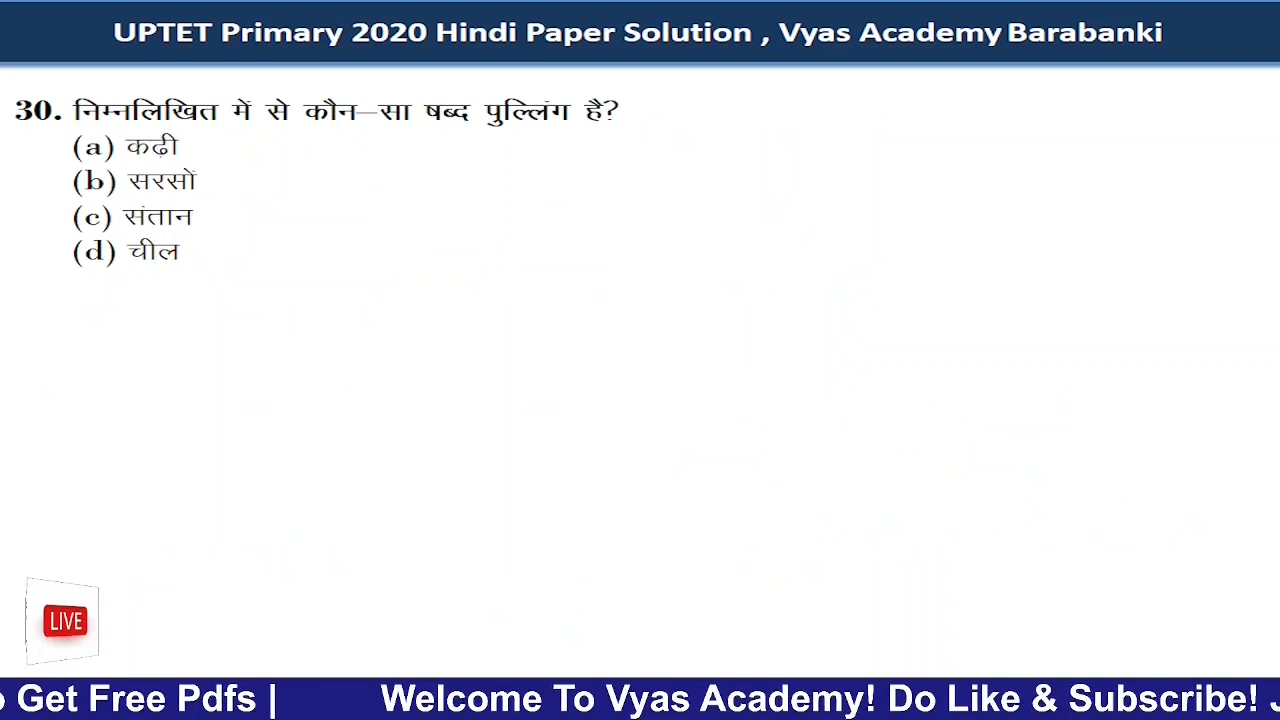 UPTET Primary 2020 Hindi Paper Solution , Vyas Academy Barabanki
30. निम्नलिखित में से कौन–सा षब्द पुल्लिंग है?
(a) कढ़ी
(b) सरसों
(c) संतान
(d) चील
LIVE
Get Free Pdfs | Welcome To Vyas Academy! Do Like & Subscribe!